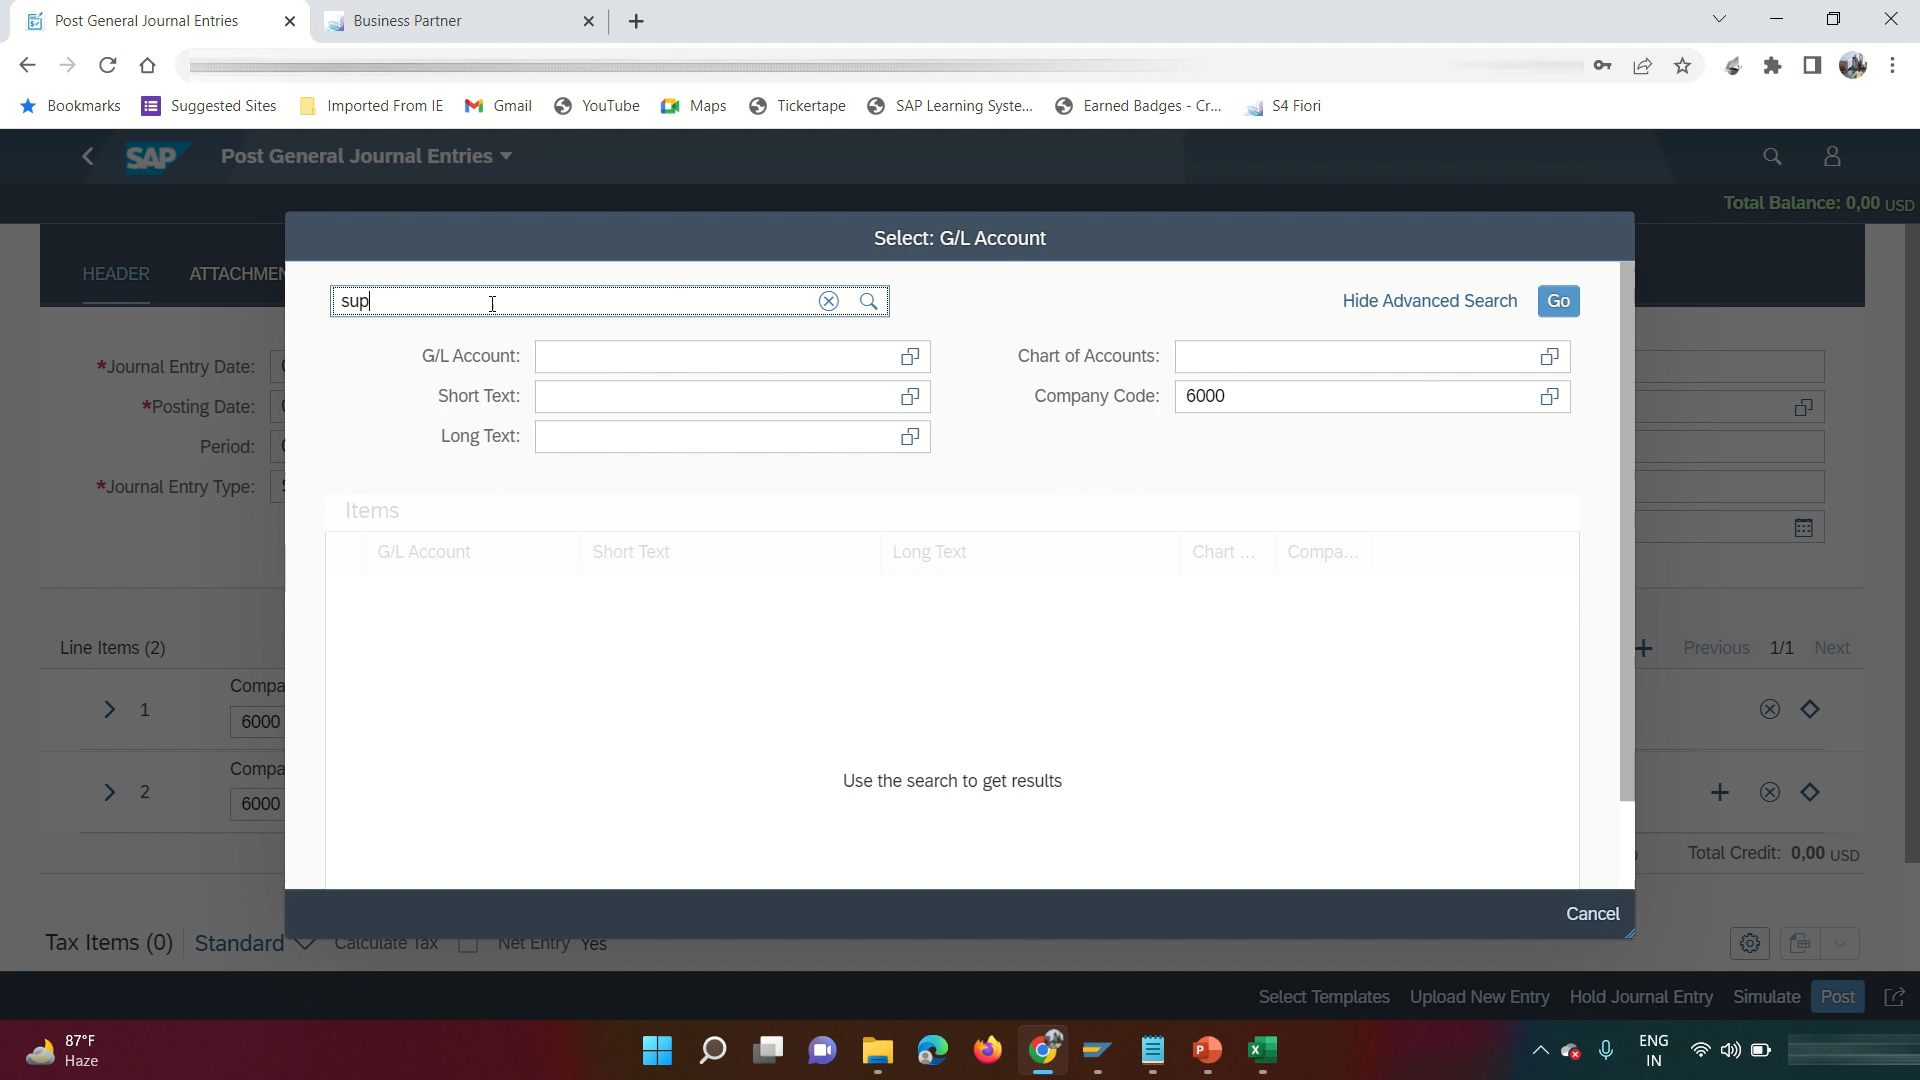 Post General Journal Entries
Business Partner
Bookmarks
Suggested Sites
Imported From IE
Gmail
YouTube
Maps
Tickertape
SAP Learning Syste...
Earned Badges - Cr...
S4 Fiori
SAP
Post General Journal Entries
Total Balance: 0,00 USD
Select: G/L Account
HEADER
ATTACHMEN
sup
Hide Advanced Search
Go
G/L Account:
Chart of Accounts:
Short Text:
Company Code: 6000
Long Text:
*Journal Entry Date:
*Posting Date:
Period:
*Journal Entry Type:
Items
G/L Account
Short Text
Long Text
Chart ...
Compa...
Use the search to get results
Line Items (2)
Previous 1/1 Next
Compa
1
6000
Compa
2
6000
Total Credit: 0,00 USD
Cancel
Tax Items (0)
Standard
Calculate Tax
Net Entry Yes
Select Templates
Upload New Entry
Hold Journal Entry
Simulate
Post
87°F
Haze
ENG
IN